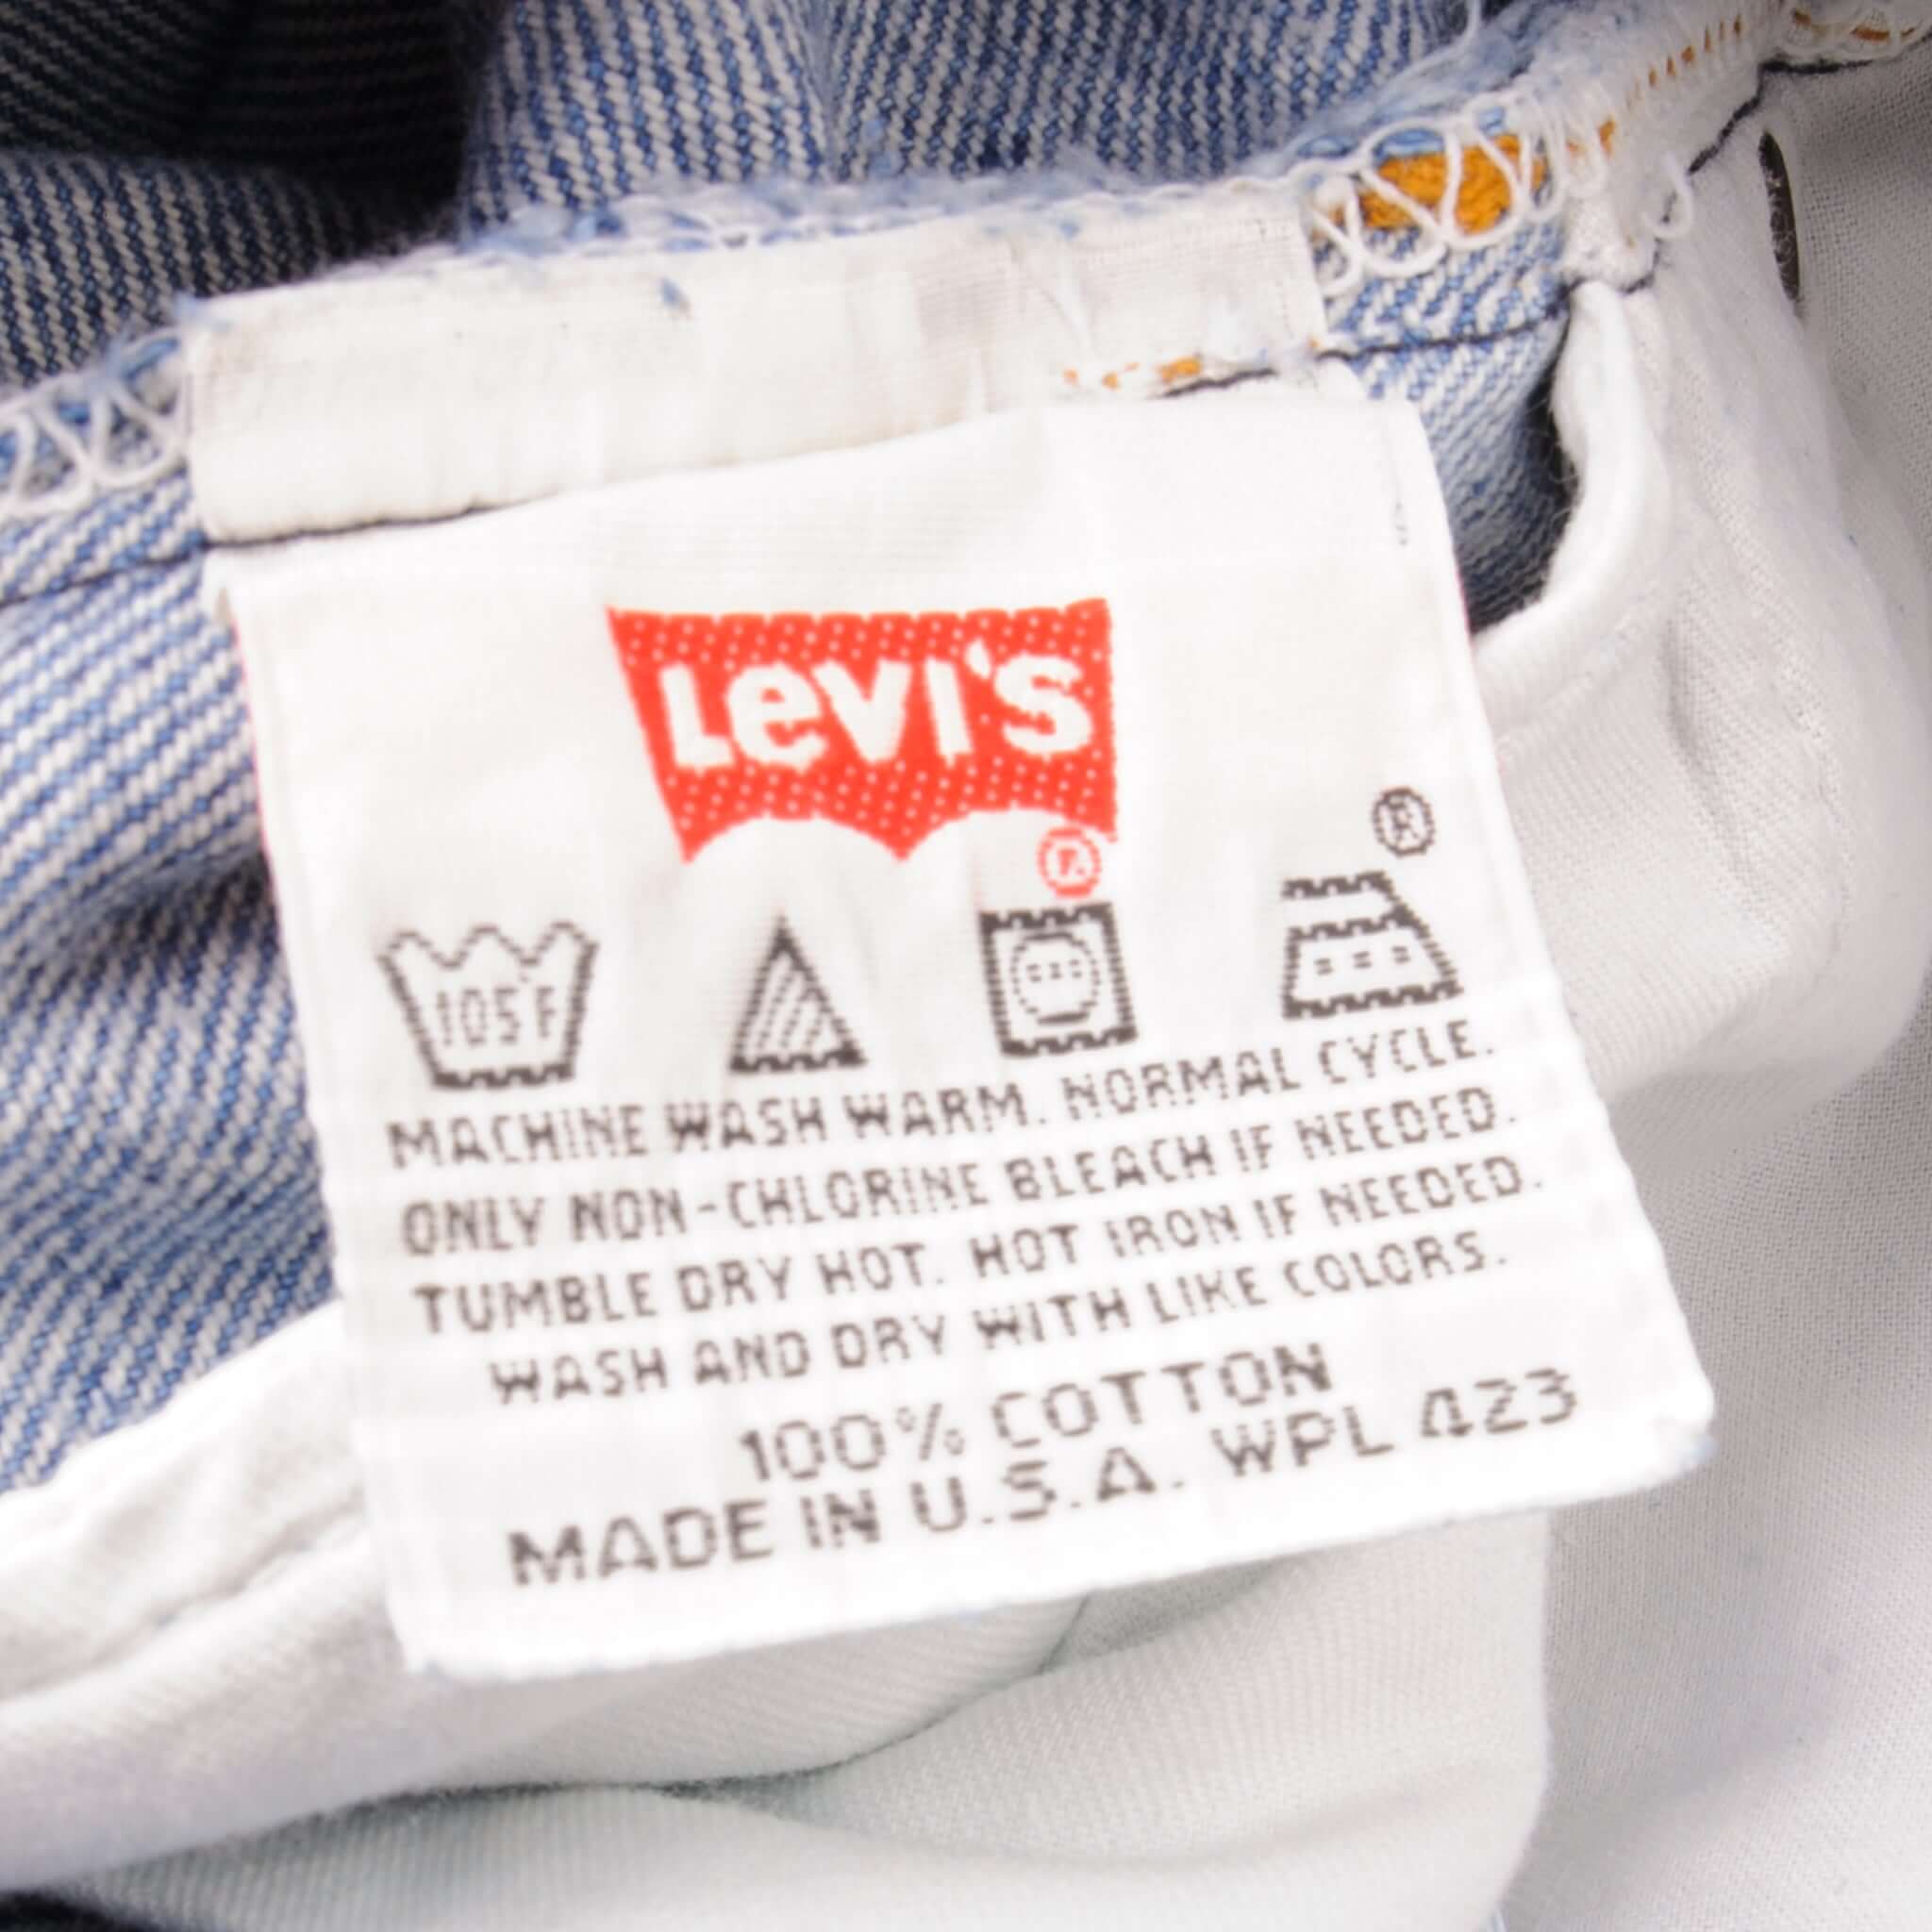 Levi's
®
®
105°F
MACHINE WASH WARM. NORMAL CYCLE.
ONLY NON-CHLORINE BLEACH IF NEEDED.
TUMBLE DRY HOT. HOT IRON IF NEEDED.
WASH AND DRY WITH LIKE COLORS.
100% COTTON
MADE IN U.S.A. WPL 423